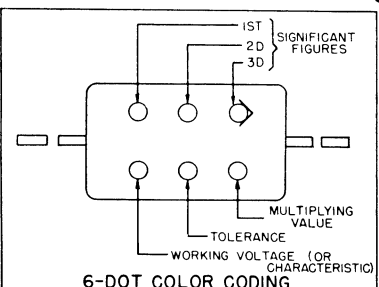 1ST
2D
3D
SIGNIFICANT
FIGURES
MULTIPLYING
VALUE
TOLERANCE
WORKING VOLTAGE (OR
CHARACTERISTIC)
6-DOT COLOR CODING